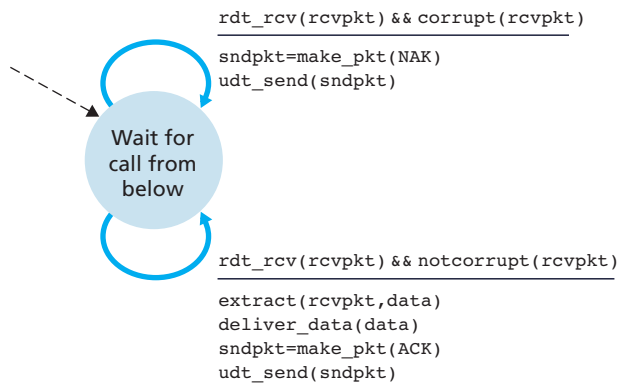 rdt_rcv(rcvpkt) && corrupt(rcvpkt)
sndpkt=make_pkt(NAK)
udt_send(sndpkt)
Wait for
call from
below
rdt_rcv(rcvpkt) && notcorrupt(rcvpkt)
extract(rcvpkt,data)
deliver_data(data)
sndpkt=make_pkt(ACK)
udt_send(sndpkt)